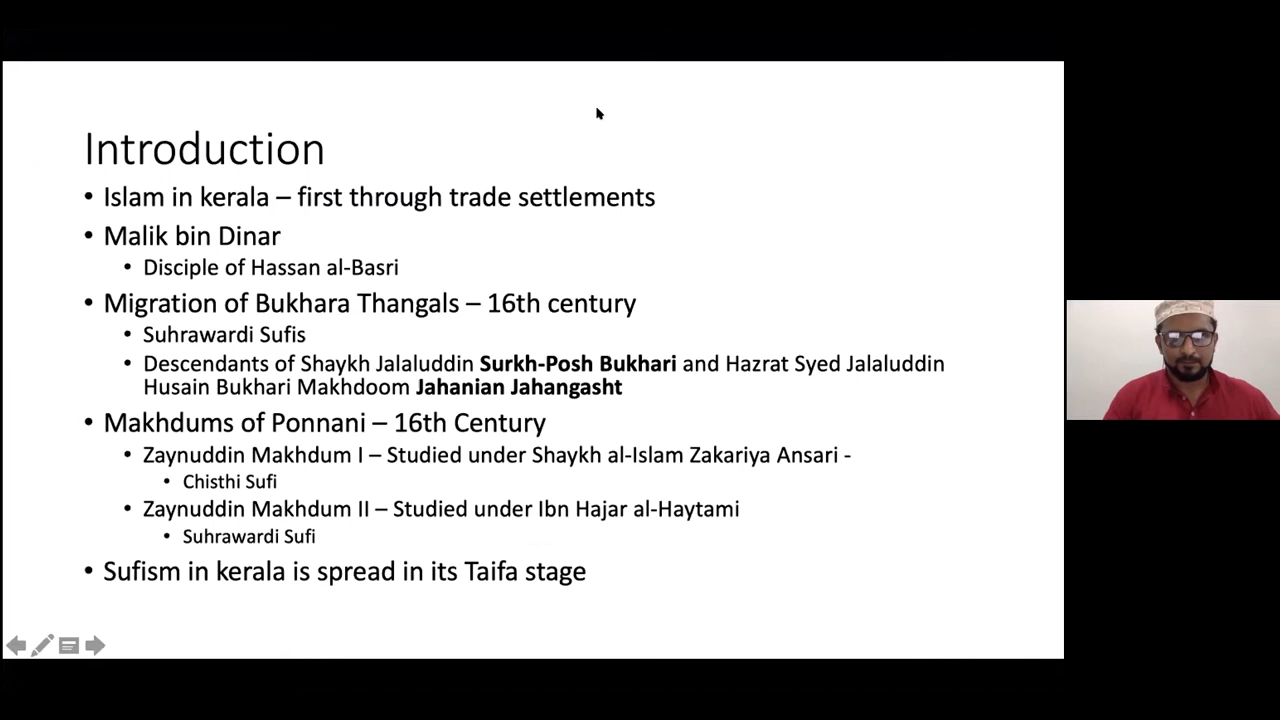 Introduction
• Islam in kerala – first through trade settlements
• Malik bin Dinar
• Disciple of Hassan al-Basri
• Migration of Bukhara Thangals – 16th century
• Suhrawardi Sufis
• Descendants of Shaykh Jalaluddin Surkh-Posh Bukhari and Hazrat Syed Jalaluddin
Husain Bukhari Makhdoom Jahanian Jahangasht
• Makhdums of Ponnani – 16th Century
• Zaynuddin Makhdum I – Studied under Shaykh al-Islam Zakariya Ansari -
• Chisthi Sufi
• Zaynuddin Makhdum II – Studied under Ibn Hajar al-Haytami
• Suhrawardi Sufi
• Sufism in kerala is spread in its Taifa stage